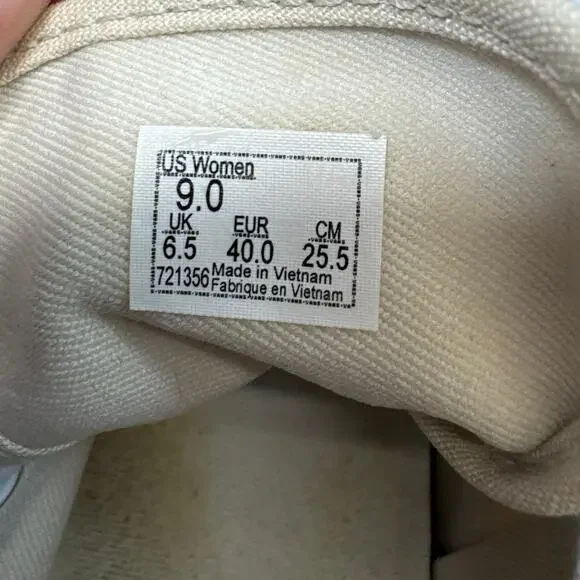 US Women
9.0
UK EUR CM
6.5 40.0 25.5
721356 Made in Vietnam
Fabrique en Vietnam